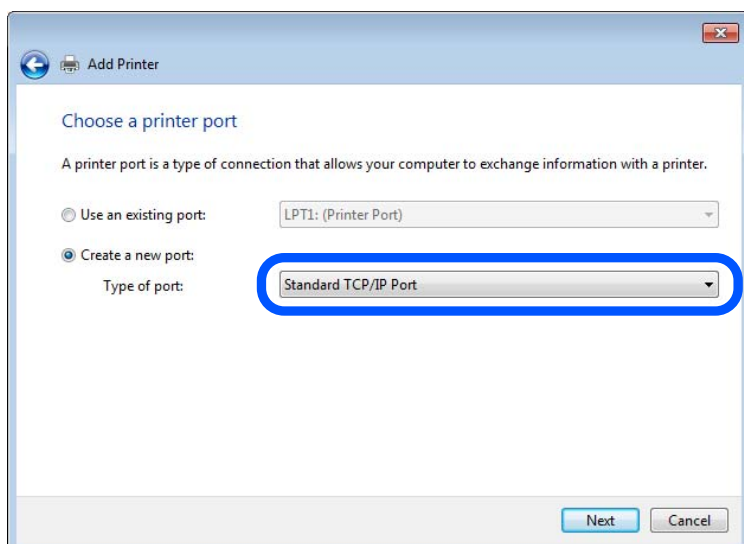 Add Printer
Choose a printer port
A printer port is a type of connection that allows your computer to exchange information with a printer.
Use an existing port: LPT1: (Printer Port)
Create a new port:
Type of port: Standard TCP/IP Port
Next Cancel